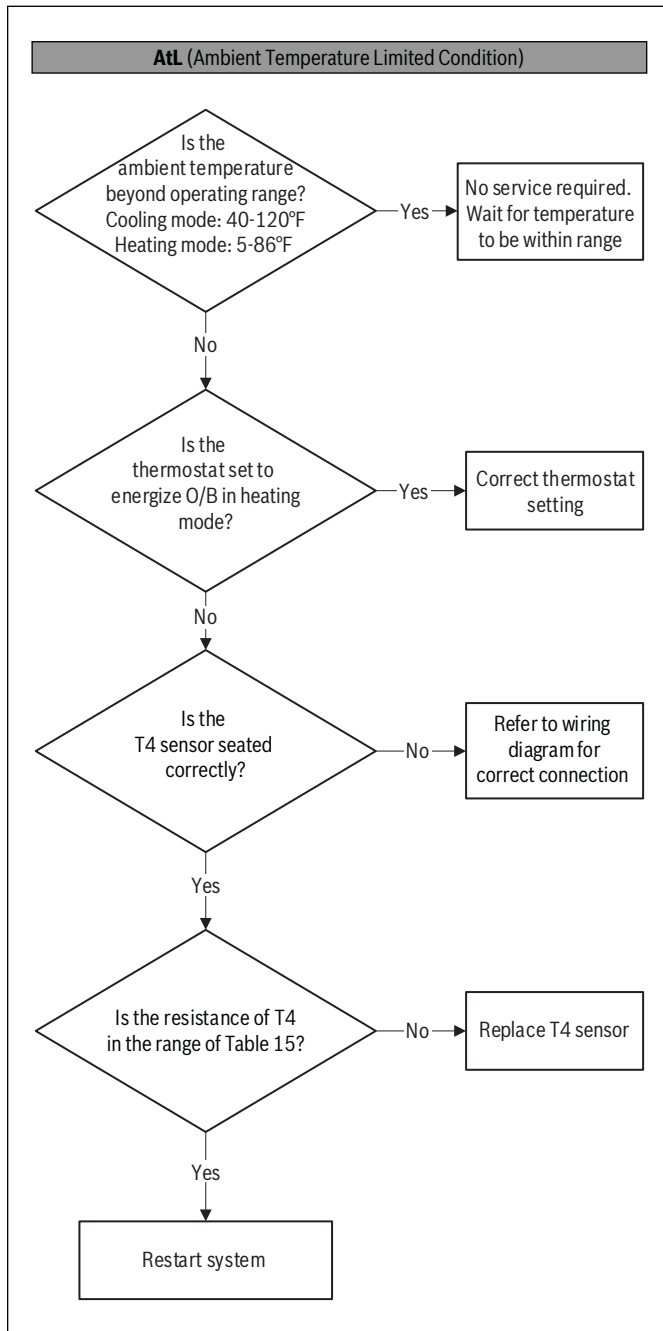 AtL (Ambient Temperature Limited Condition)
Is the
ambient temperature
beyond operating range?
Cooling mode: 40-120°F
Heating mode: 5-86°F
Yes
No service required.
Wait for temperature
to be within range
No
Is the
thermostat set to
energize O/B in heating
mode?
Yes
Correct thermostat
setting
No
Is the
T4 sensor seated
correctly?
No
Refer to wiring
diagram for
correct connection
Yes
Is the resistance of T4
in the range of Table 15?
No
Replace T4 sensor
Yes
Restart system